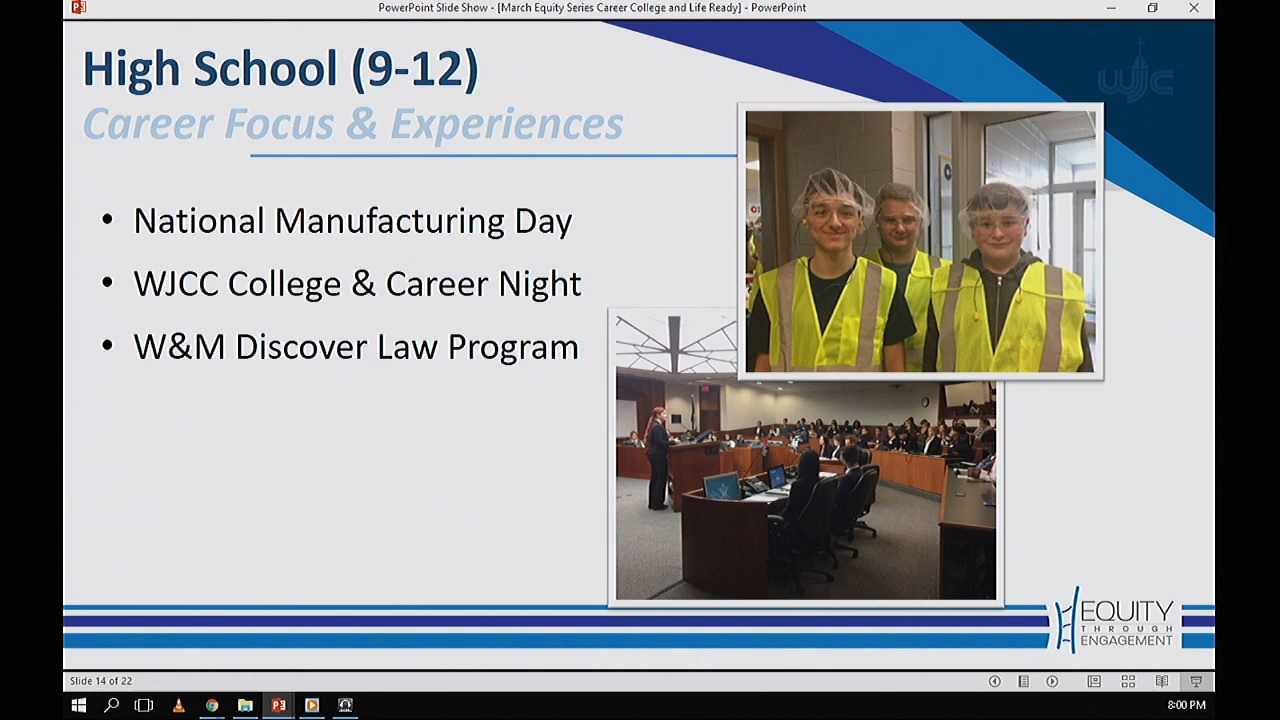 PowerPoint Slide Show - [March Equity Series Career College and Life Ready] - PowerPoint
High School (9-12)
Career Focus & Experiences
WJC
• National Manufacturing Day
• WJCC College & Career Night
• W&M Discover Law Program
EQUITY
THROUGH
ENGAGEMENT
Slide 14 of 22
8:00 PM